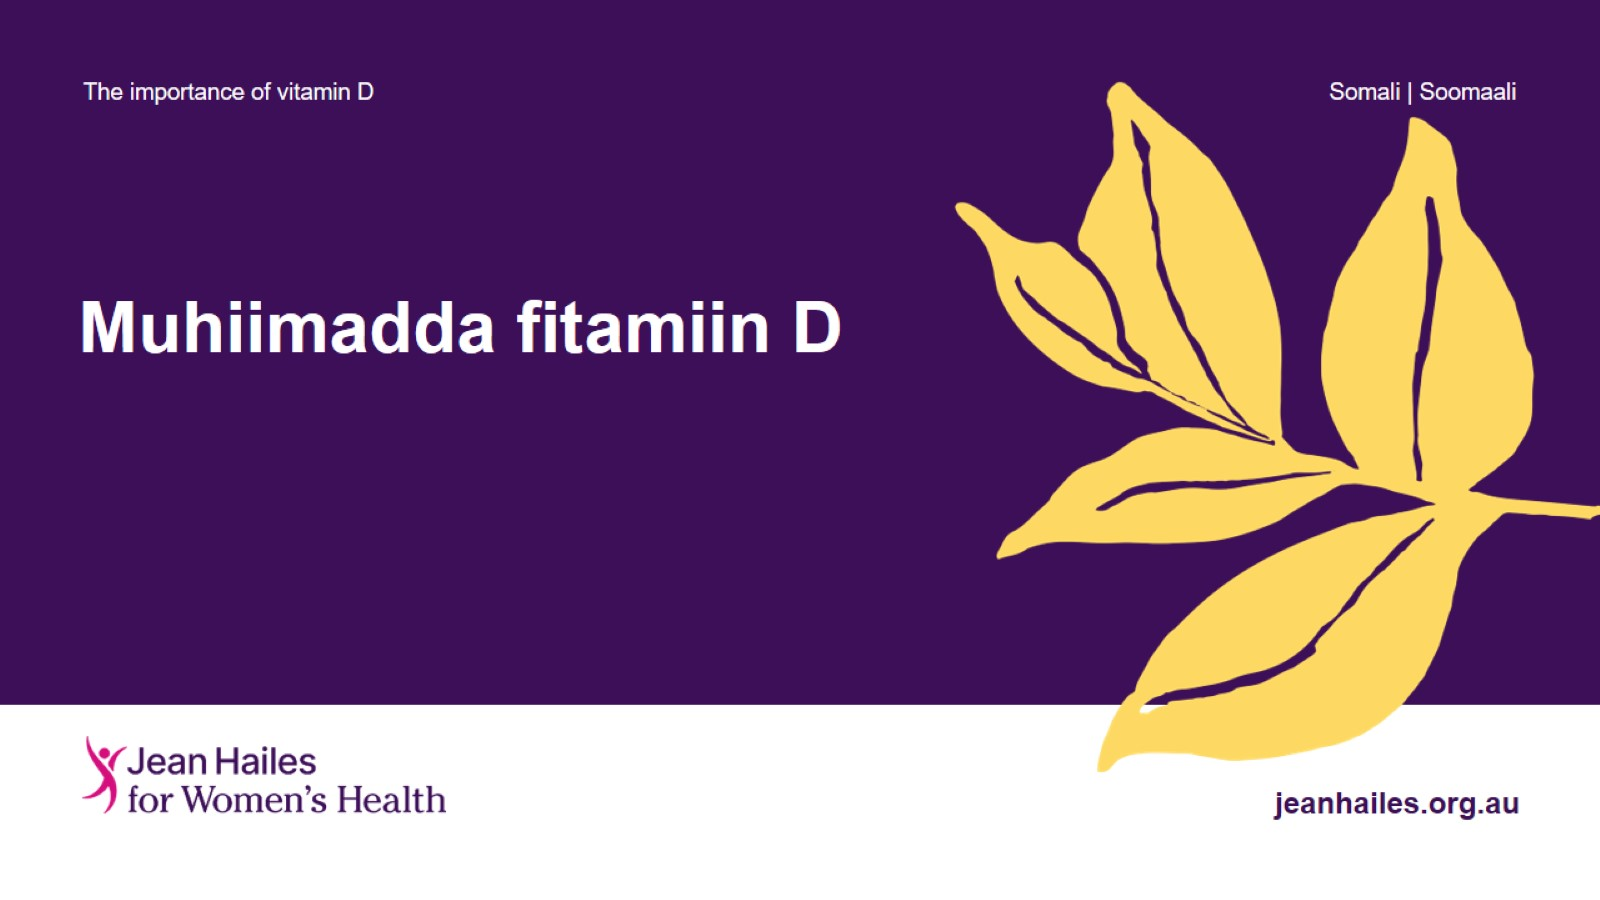 The importance of vitamin D
Somali | Soomaali
Muhiimadda fitamiin D
Jean Hailes
for Women's Health
jeanhailes.org.au